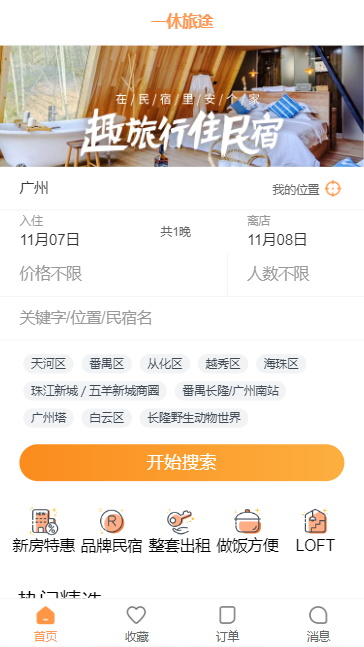 一休旅途
在/民/宿/里/安/个/家
趣旅行住民宿
广州 我的位置
入住 离店
11月07日 共1晚 11月08日
价格不限 人数不限
关键字/位置/民宿名
天河区 番禺区 从化区 越秀区 海珠区
珠江新城 / 五羊新城商圈 番禺长隆/广州南站
广州塔 白云区 长隆野生动物世界
开始搜索
R
新房特惠 品牌民宿 整套出租 做饭方便 LOFT
热门精选
首页 收藏 订单 消息